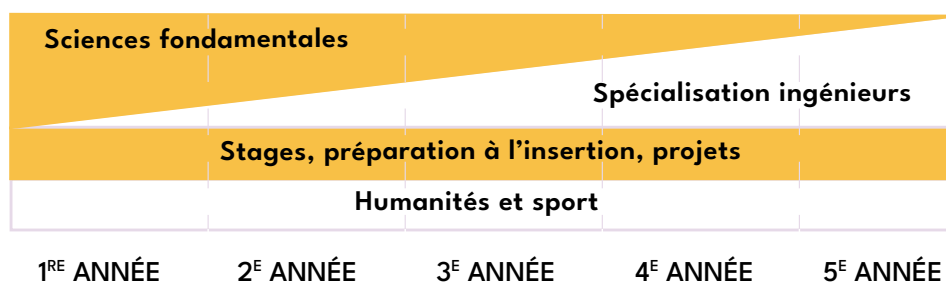 Sciences fondamentales
Spécialisation ingénieurs
Stages, préparation à l’insertion, projets
Humanités et sport
1RE ANNÉE 2E ANNÉE 3E ANNÉE 4E ANNÉE 5E ANNÉE